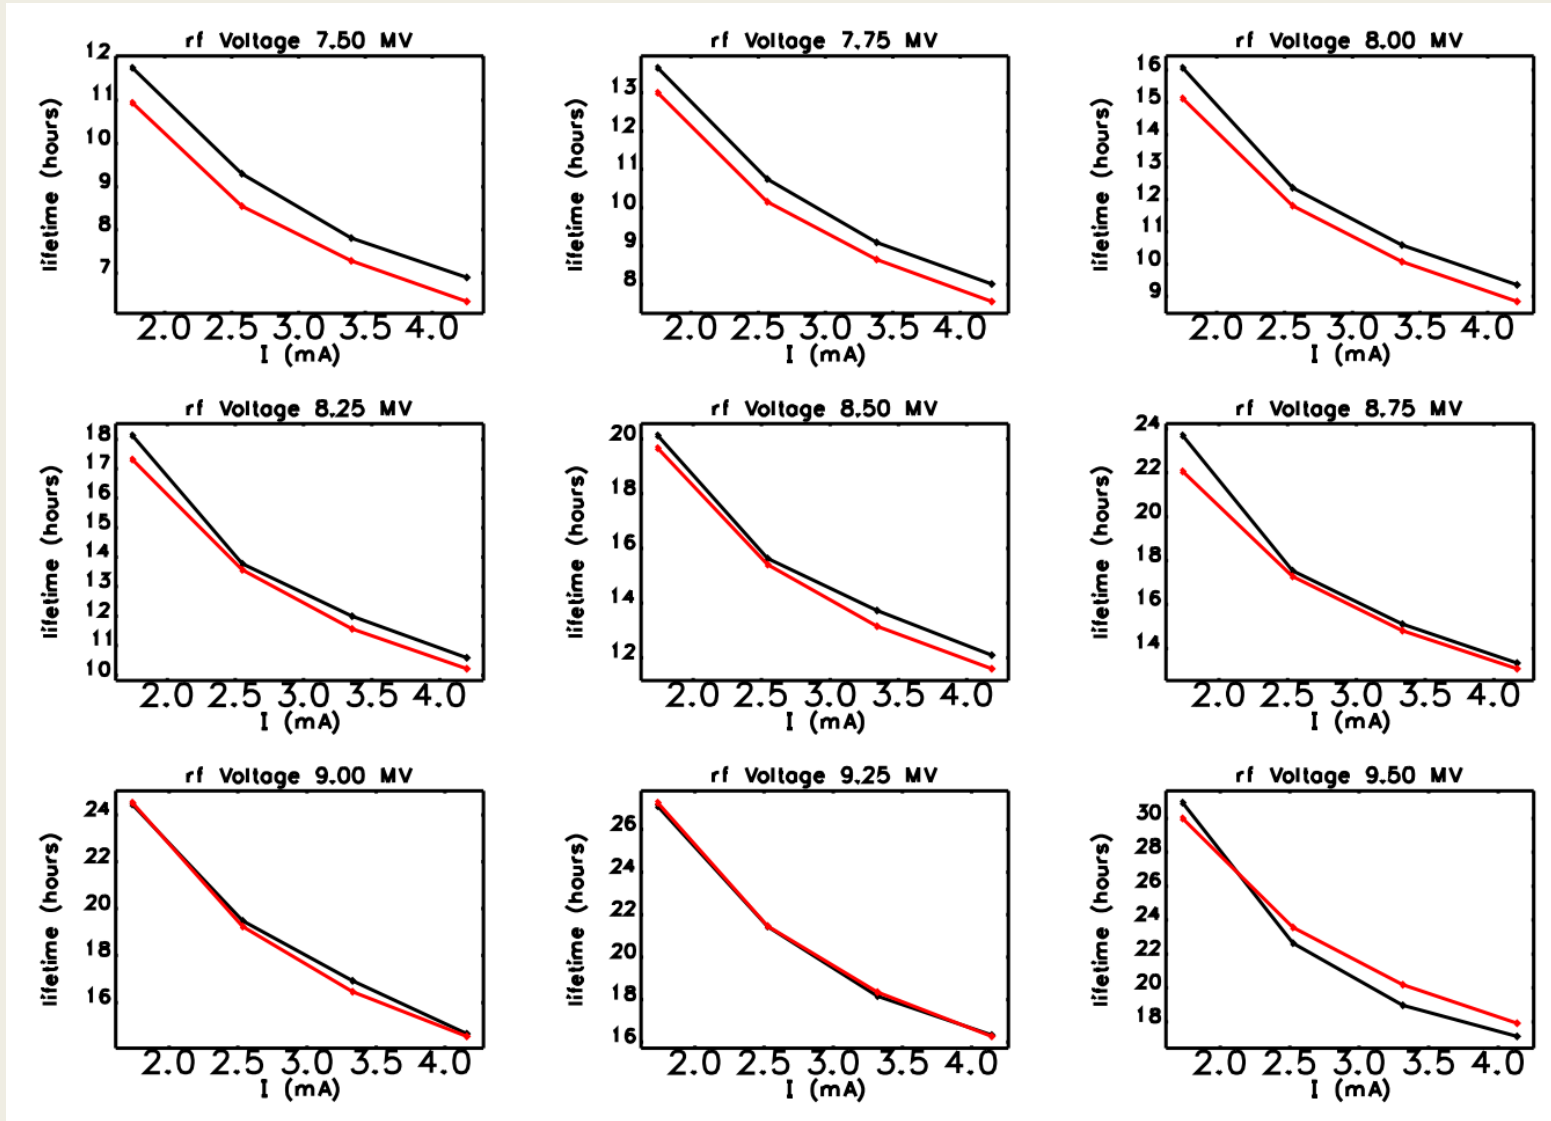 rf Voltage 7.50 MV
12
11
10
9
8
7
lifetime (hours)
2.0 2.5 3.0 3.5 4.0
I (mA)
rf Voltage 7.75 MV
13
12
11
10
9
8
lifetime (hours)
2.0 2.5 3.0 3.5 4.0
I (mA)
rf Voltage 8.00 MV
16
15
14
13
12
11
10
9
lifetime (hours)
2.0 2.5 3.0 3.5 4.0
I (mA)
rf Voltage 8.25 MV
18
17
16
15
14
13
12
11
10
lifetime (hours)
2.0 2.5 3.0 3.5 4.0
I (mA)
rf Voltage 8.50 MV
20
18
16
14
12
lifetime (hours)
2.0 2.5 3.0 3.5 4.0
I (mA)
rf Voltage 8.75 MV
24
22
20
18
16
14
lifetime (hours)
2.0 2.5 3.0 3.5 4.0
I (mA)
rf Voltage 9.00 MV
24
22
20
18
16
lifetime (hours)
2.0 2.5 3.0 3.5 4.0
I (mA)
rf Voltage 9.25 MV
26
24
22
20
18
16
lifetime (hours)
2.0 2.5 3.0 3.5 4.0
I (mA)
rf Voltage 9.50 MV
30
28
26
24
22
20
18
lifetime (hours)
2.0 2.5 3.0 3.5 4.0
I (mA)